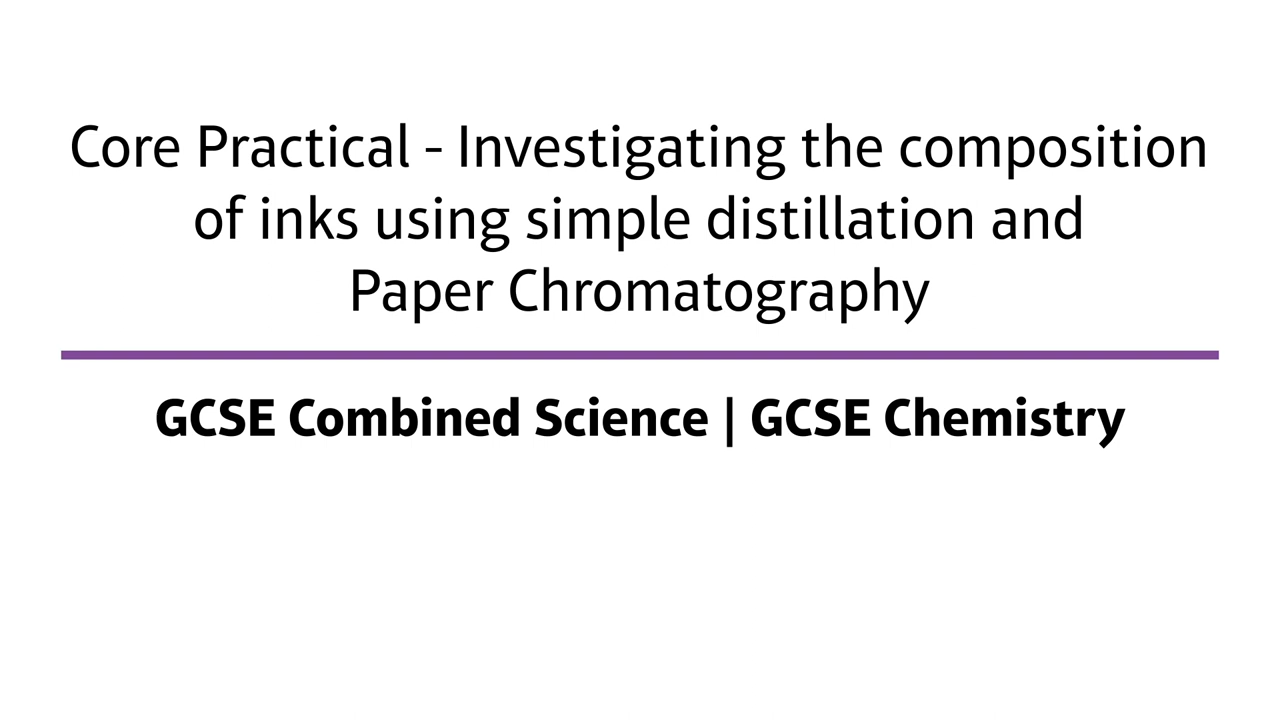 Core Practical - Investigating the composition
of inks using simple distillation and
Paper Chromatography
GCSE Combined Science | GCSE Chemistry